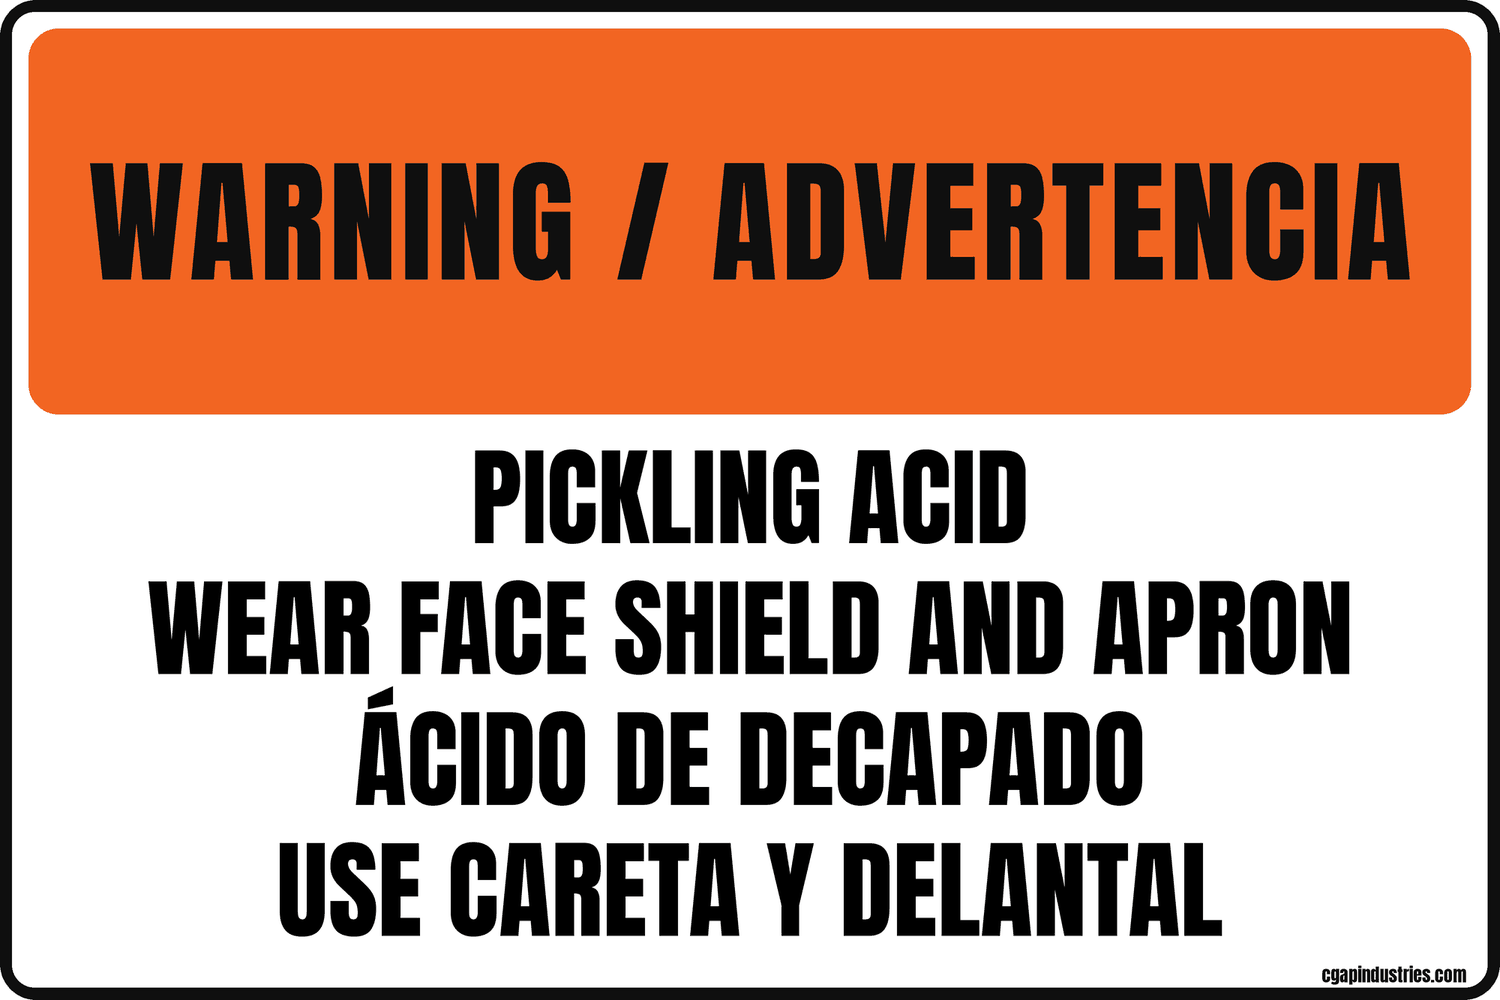 WARNING / ADVERTENCIA
PICKLING ACID
WEAR FACE SHIELD AND APRON
ÁCIDO DE DECAPADO
USE CARETA Y DELANTAL
cgapindustries.com